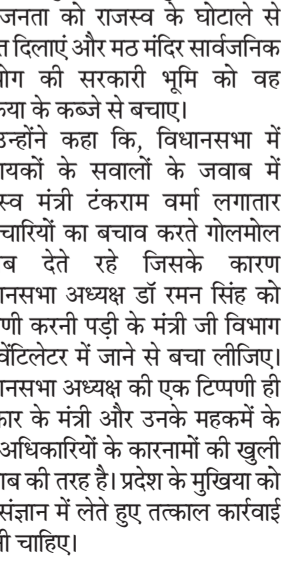 जनता को राजस्व के घोटाले से
त दिलाएं और मठ मंदिर सार्वजनिक
योग की सरकारी भूमि को वह
या के कब्जे से बचाए।
उन्होंने कहा कि, विधानसभा में
ायकों के सवालों के जवाब में
स्व मंत्री टंकराम वर्मा लगातार
चारियों का बचाव करते गोलमोल
ब देते रहे जिसके कारण
ानसभा अध्यक्ष डॉ रमन सिंह को
णी करनी पड़ी के मंत्री जी विभाग
वेंटिलेटर में जाने से बचा लीजिए।
ानसभा अध्यक्ष की एक टिप्पणी ही
कार के मंत्री और उनके महकमें के
अधिकारियों के कारनामों की खुली
ाब की तरह है। प्रदेश के मुखिया को
संज्ञान में लेते हुए तत्काल कार्रवाई
ी चाहिए।